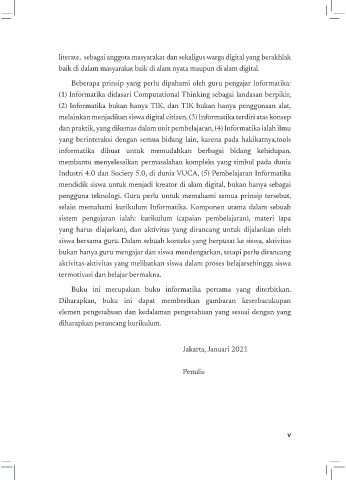 literate, sebagai anggota masyarakat dan sekaligus warga digital yang berakhlak
baik di dalam masyarakat baik di alam nyata maupun di alam digital.
Beberapa prinsip yang perlu dipahami oleh guru pengajar Informatika:
(1) Informatika didasari Computational Thinking sebagai landasan berpikir,
(2) Informatika bukan hanya TIK, dan TIK bukan hanya penggunaan alat,
melainkan menjadikan siswa digital citizen, (3) Informatika terdiri atas konsep
dan praktik, yang dikemas dalam unit pembelajaran, (4) Informatika ialah ilmu
yang berinteraksi dengan semua bidang lain, karena pada hakikatnya,tools
informatika dibuat untuk memudahkan berbagai bidang kehidupan,
membantu menyelesaikan permasalahan kompleks yang timbul pada dunia
Industri 4.0 dan Society 5.0, di dunia VUCA, (5) Pembelajaran Informatika
mendidik siswa untuk menjadi kreator di alam digital, bukan hanya sebagai
pengguna teknologi. Guru perlu untuk memahami semua prinsip tersebut,
selain memahami kurikulum Informatika. Komponen utama dalam sebuah
sistem pengajaran ialah: kurikulum (capaian pembelajaran), materi (apa
yang harus diajarkan), dan aktivitas yang dirancang untuk dijalankan oleh
siswa bersama guru. Dalam sebuah konteks yang berpusat ke siswa, aktivitas
bukan hanya guru mengajar dan siswa mendengarkan, tetapi perlu dirancang
aktivitas-aktivitas yang melibatkan siswa dalam proses belajarsehingga siswa
termotivasi dan belajar bermakna.
Buku ini merupakan buku informatika pertama yang diterbitkan.
Diharapkan, buku ini dapat memberikan gambaran keserbacukupan
elemen pengetahuan dan kedalaman pengetahuan yang sesuai dengan yang
diharapkan perancang kurikulum.
Jakarta, Januari 2021
Penulis
v